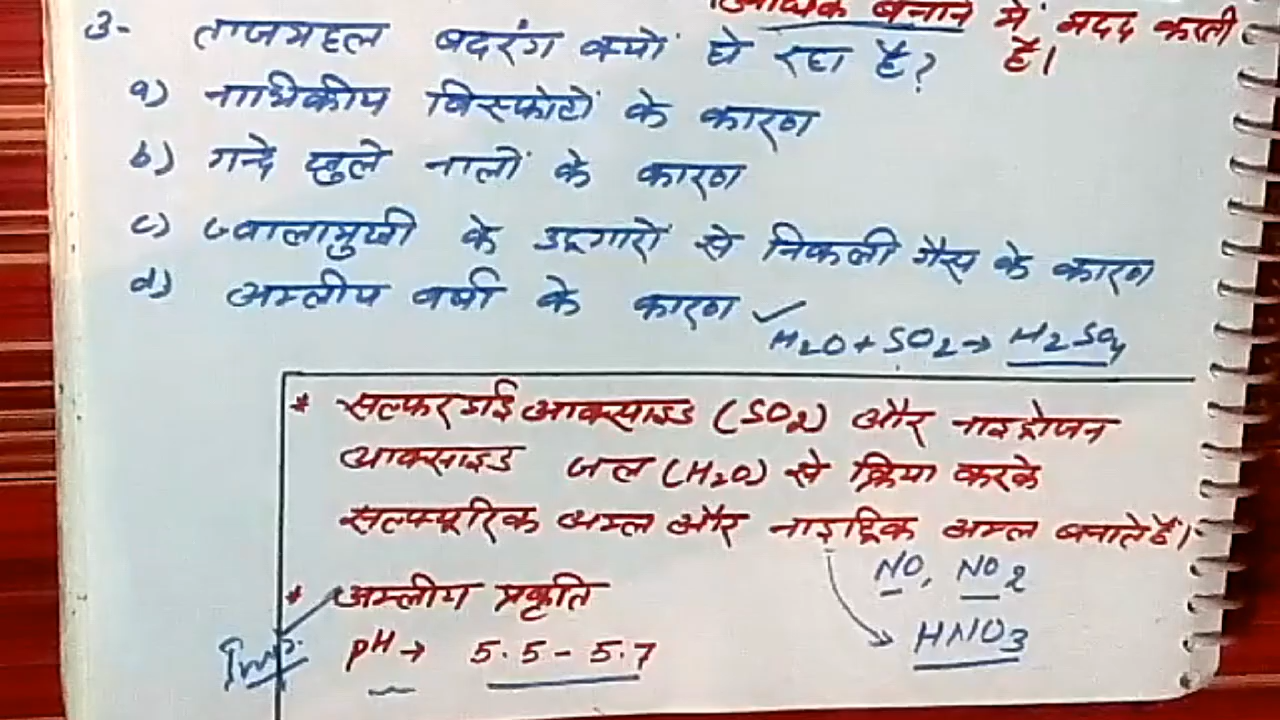 बनाने में मदद करती
3- ताजमहल बदरंग क्यों हो रहा है? है।
a) नाभिकीय विस्फोटों के कारण
b) गन्दे खुले नालों के कारण
c) ज्वालामुखी के उद्गारों से निकली गैस के कारण
d) अम्लीय वर्षा के कारण ✓
H₂O + SO₂ → H₂SO₄
* सल्फर डाई आक्साइड (SO₂) और नाइट्रोजन
आक्साइड जल (H₂O) से क्रिया करके
सल्फ्यूरिक अम्ल और नाइट्रिक अम्ल बनाते हैं।
NO, NO₂
* अम्लीय प्रकृति
HNO₃
Imp. pH → 5.5 - 5.7